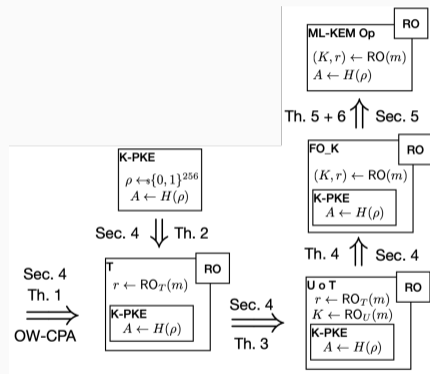 RO
ML-KEM Op
(K, r) ← RO(m)
A ← H(ρ)
Th. 5 + 6
Sec. 5
K-PKE
ρ ←$ {0, 1}^256
A ← H(ρ)
FO_K
RO
(K, r) ← RO(m)
K-PKE
A ← H(ρ)
Sec. 4
Th. 2
Th. 4
Sec. 4
T
RO
r ← RO_T(m)
K-PKE
A ← H(ρ)
Sec. 4
Th. 1
OW-CPA
Sec. 4
Th. 3
U o T
RO
r ← RO_T(m)
K ← RO_U(m)
K-PKE
A ← H(ρ)